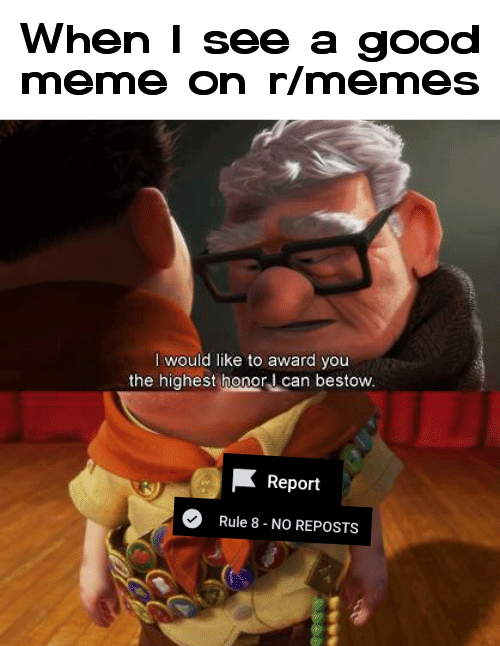 When I see a good
meme on r/memes
I would like to award you
the highest honor I can bestow.
Report
Rule 8 - NO REPOSTS